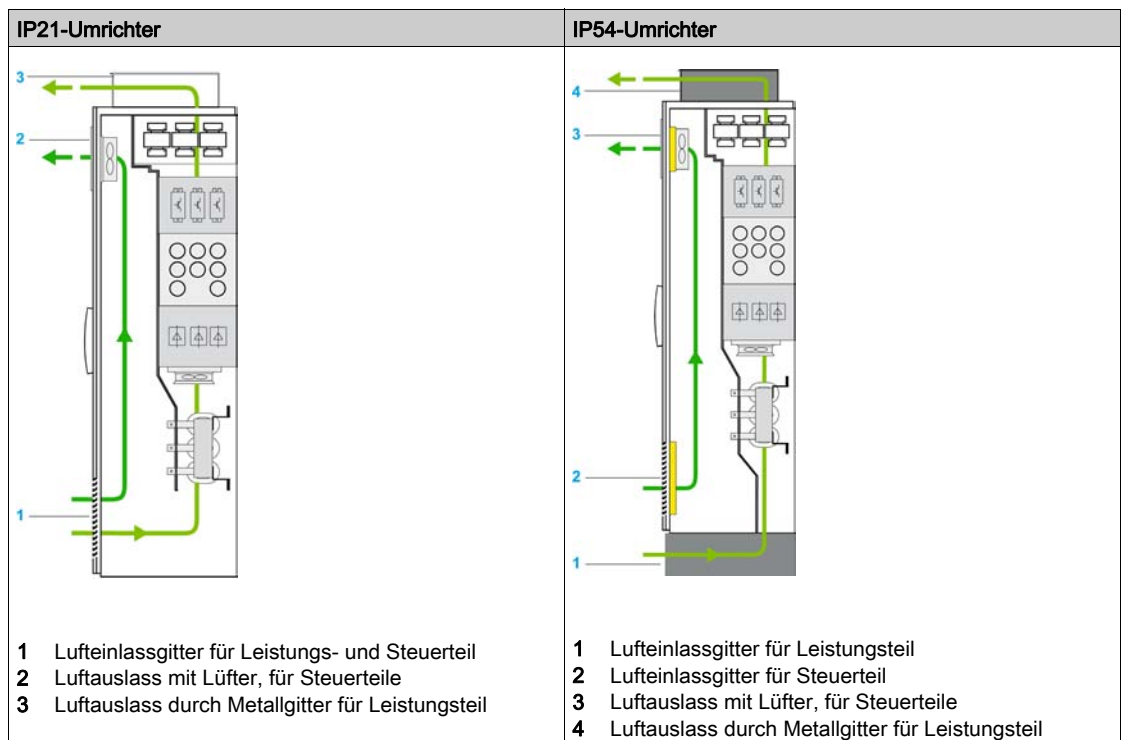 IP21-Umrichter
3
2
1
1 Lufteinlassgitter für Leistungs- und Steuerteil
2 Luftauslass mit Lüfter, für Steuerteile
3 Luftauslass durch Metallgitter für Leistungsteil
IP54-Umrichter
4
3
2
1
1 Lufteinlassgitter für Leistungsteil
2 Lufteinlassgitter für Steuerteil
3 Luftauslass mit Lüfter, für Steuerteile
4 Luftauslass durch Metallgitter für Leistungsteil